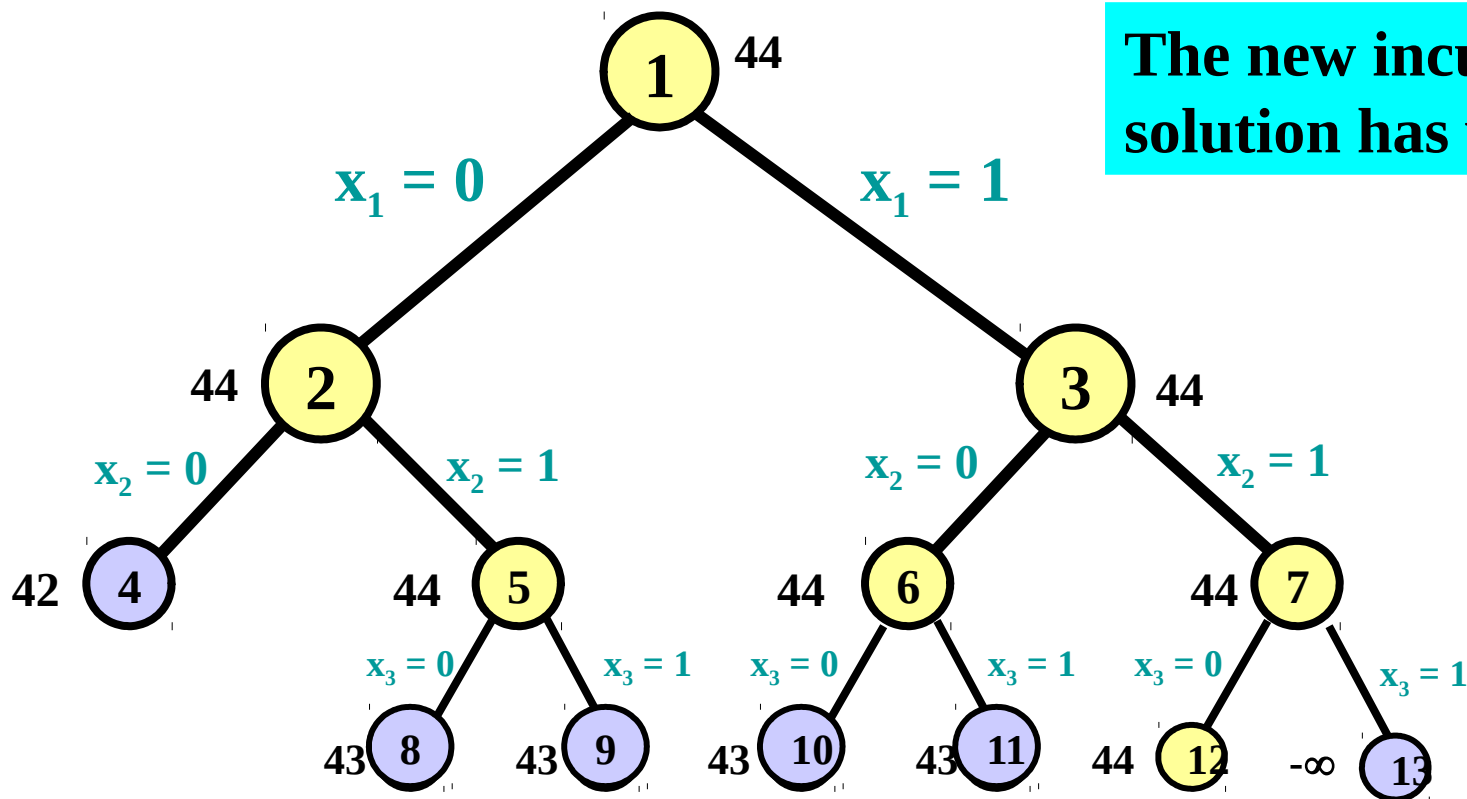 1
44
The new
solution has
x1 = 0
x1 = 1
44
2
3
44
x2 = 0
x2 = 1
x2 = 0
x2 = 1
42
4
44
5
44
6
44
7
x3 = 0
x3 = 1
x3 = 0
x3 = 1
x3 = 0
x3 = 1
43
8
43
9
43
10
43
11
44
12
-∞
13